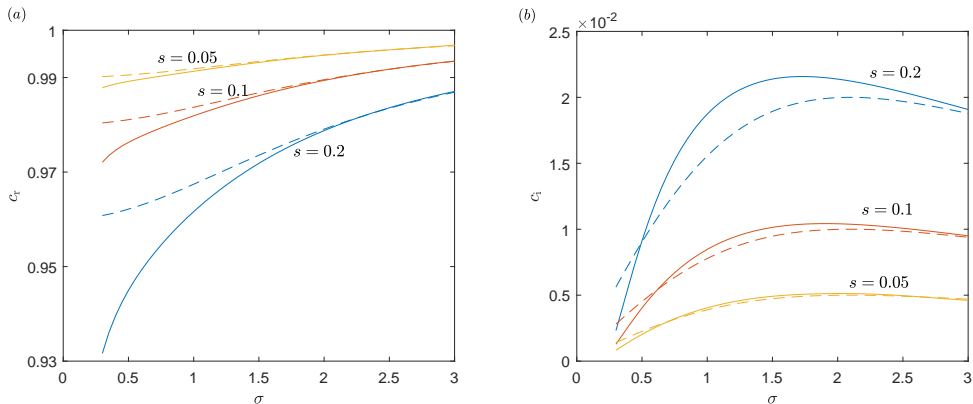 (a)
1
0.99
0.97
0.95
0.93
c_r
s = 0.05
s = 0.1
s = 0.2
0 0.5 1 1.5 2 2.5 3
σ
(b)
×10^-2
2.5
2
1.5
1
0.5
0
c_i
s = 0.2
s = 0.1
s = 0.05
0 0.5 1 1.5 2 2.5 3
σ